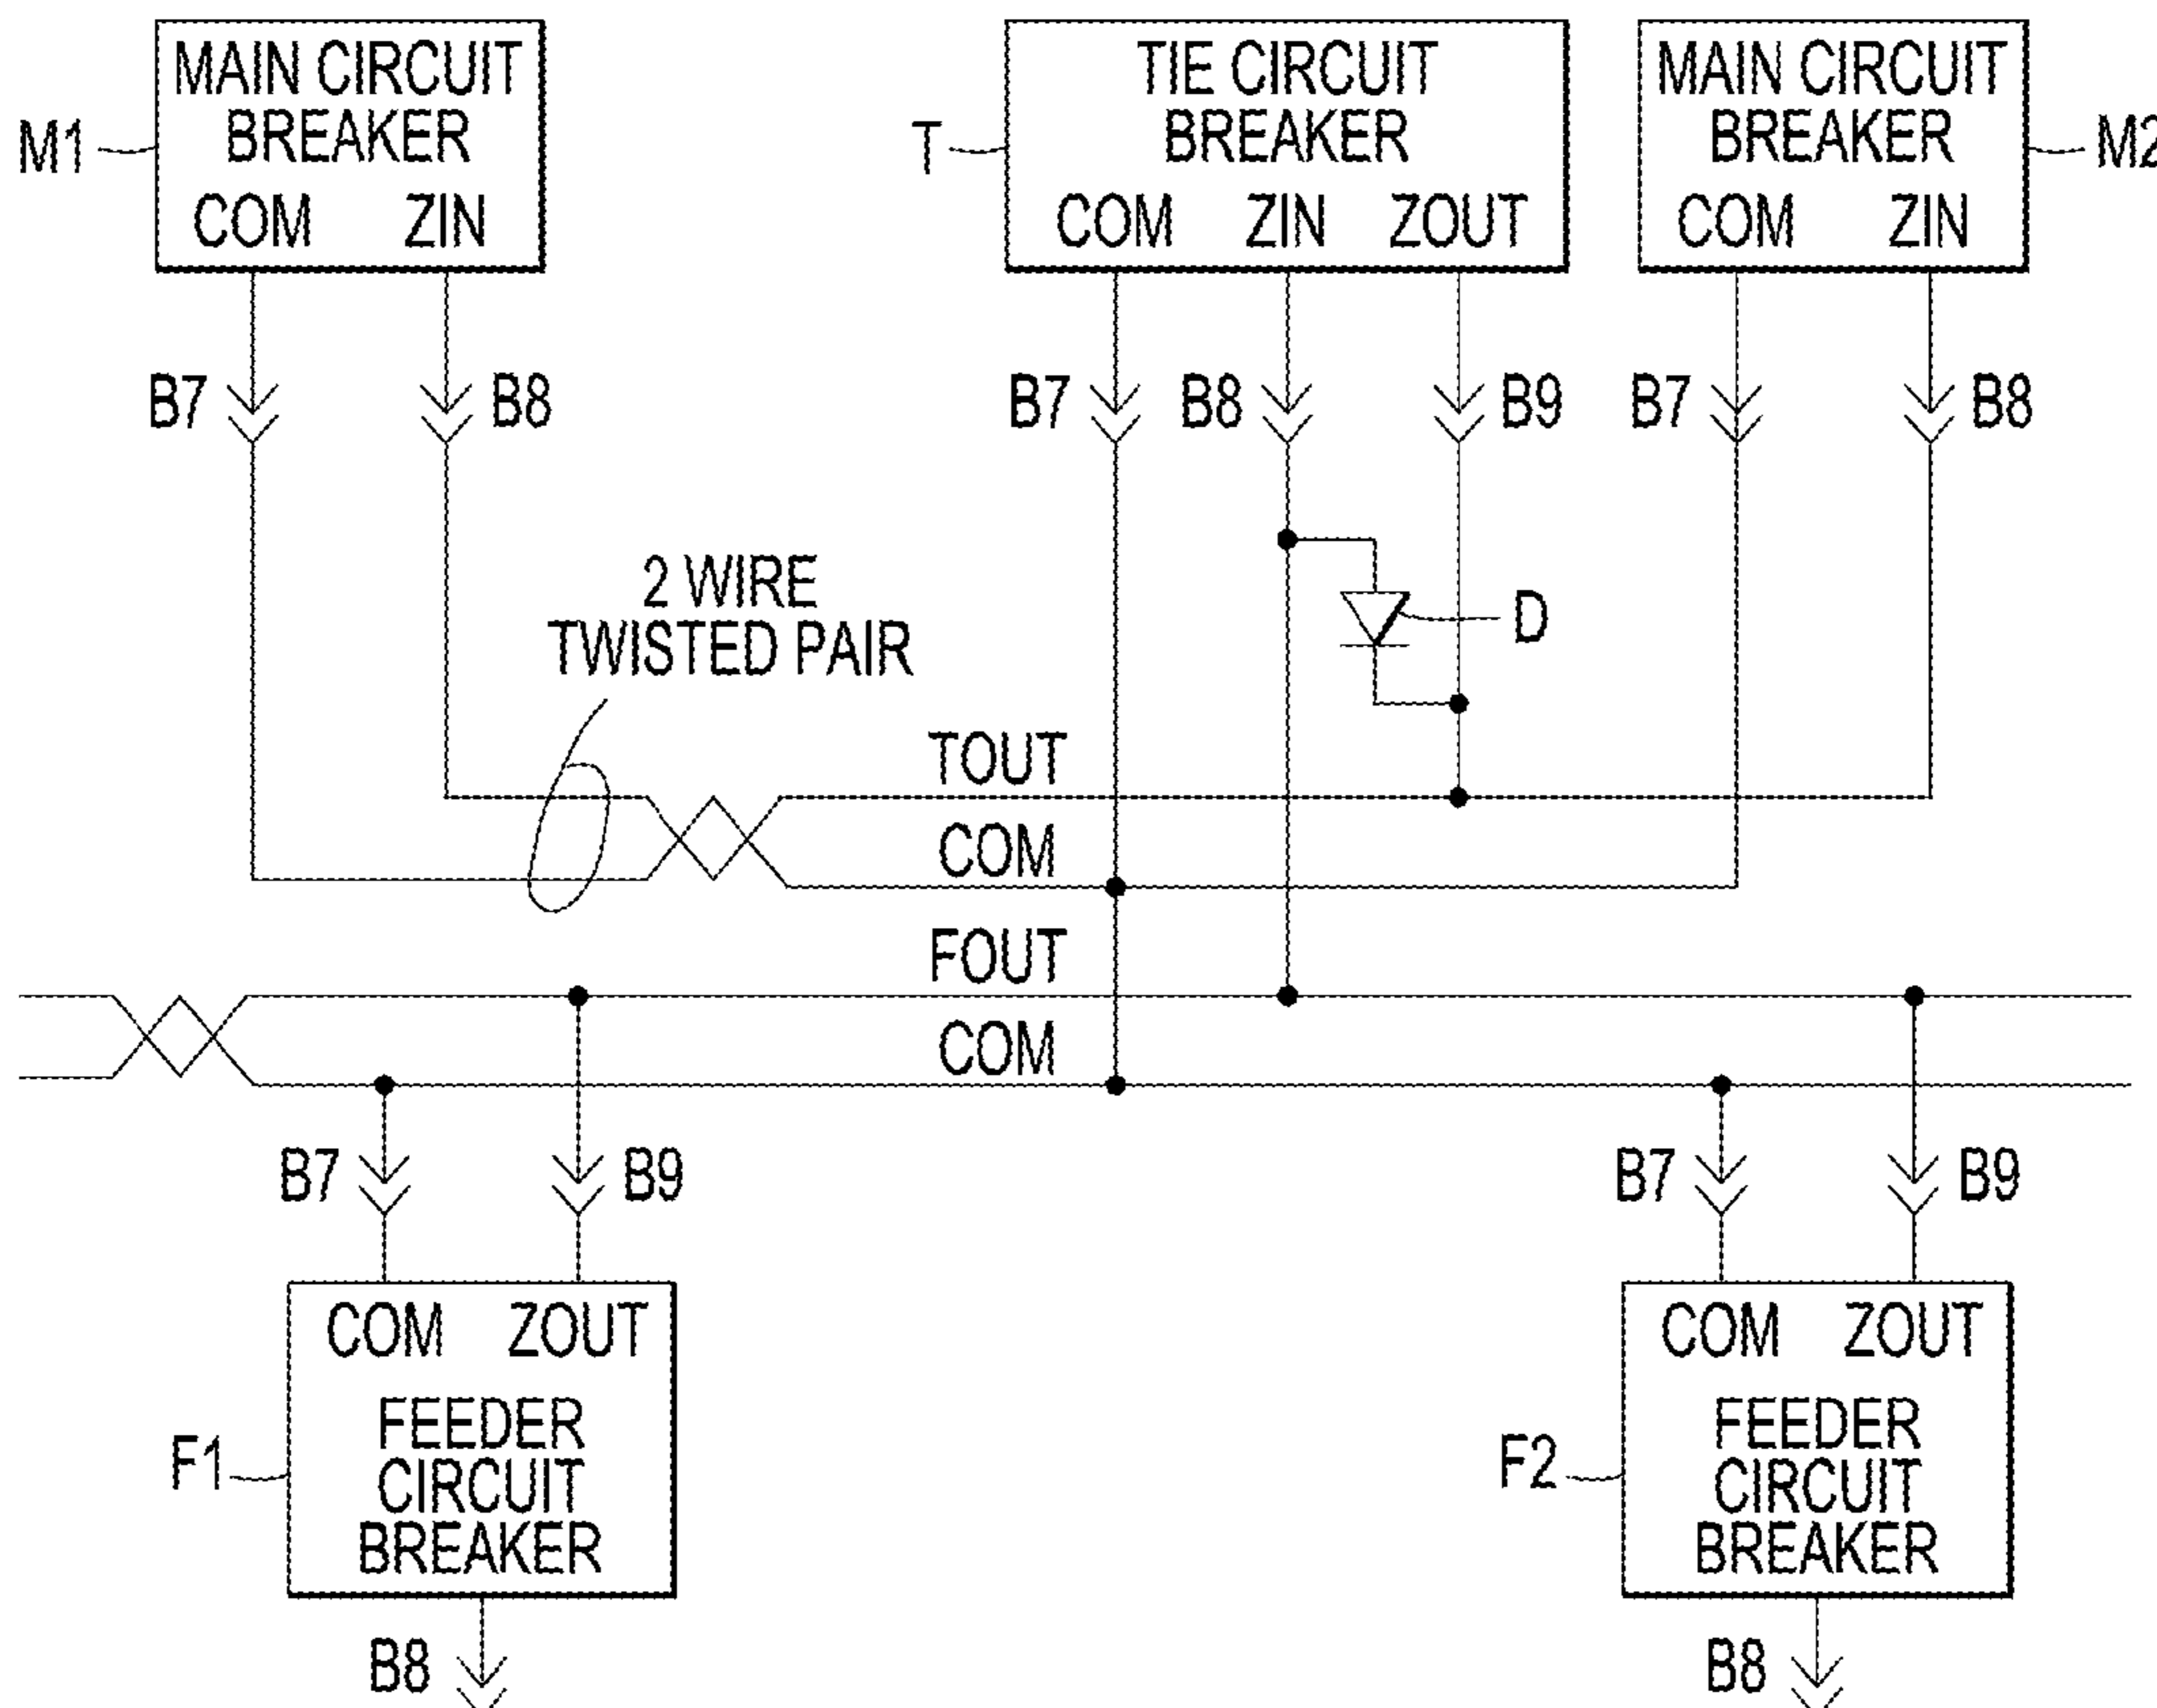 MAIN CIRCUIT
BREAKER
COM ZIN
M1
TIE CIRCUIT
BREAKER
COM ZIN ZOUT
T
MAIN CIRCUIT
BREAKER
COM ZIN
M2
B7 B8
B7 B8 B9
B7 B8
2 WIRE
TWISTED PAIR
D
TOUT
COM
FOUT
COM
B7 B9
B7 B9
COM ZOUT
FEEDER
CIRCUIT
BREAKER
F1
COM ZOUT
FEEDER
CIRCUIT
BREAKER
F2
B8
B8